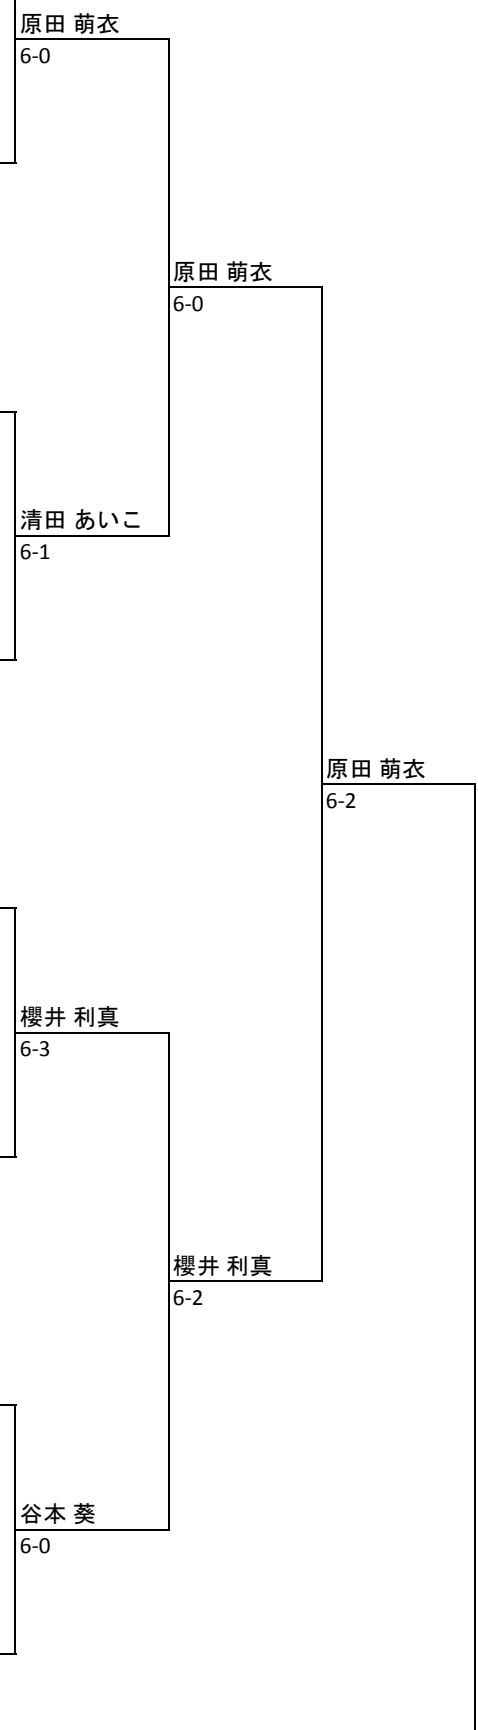 原田 萌衣
6-0
原田 萌衣
6-0
清田 あいこ
6-1
原田 萌衣
6-2
櫻井 利真
6-3
櫻井 利真
6-2
谷本 葵
6-0